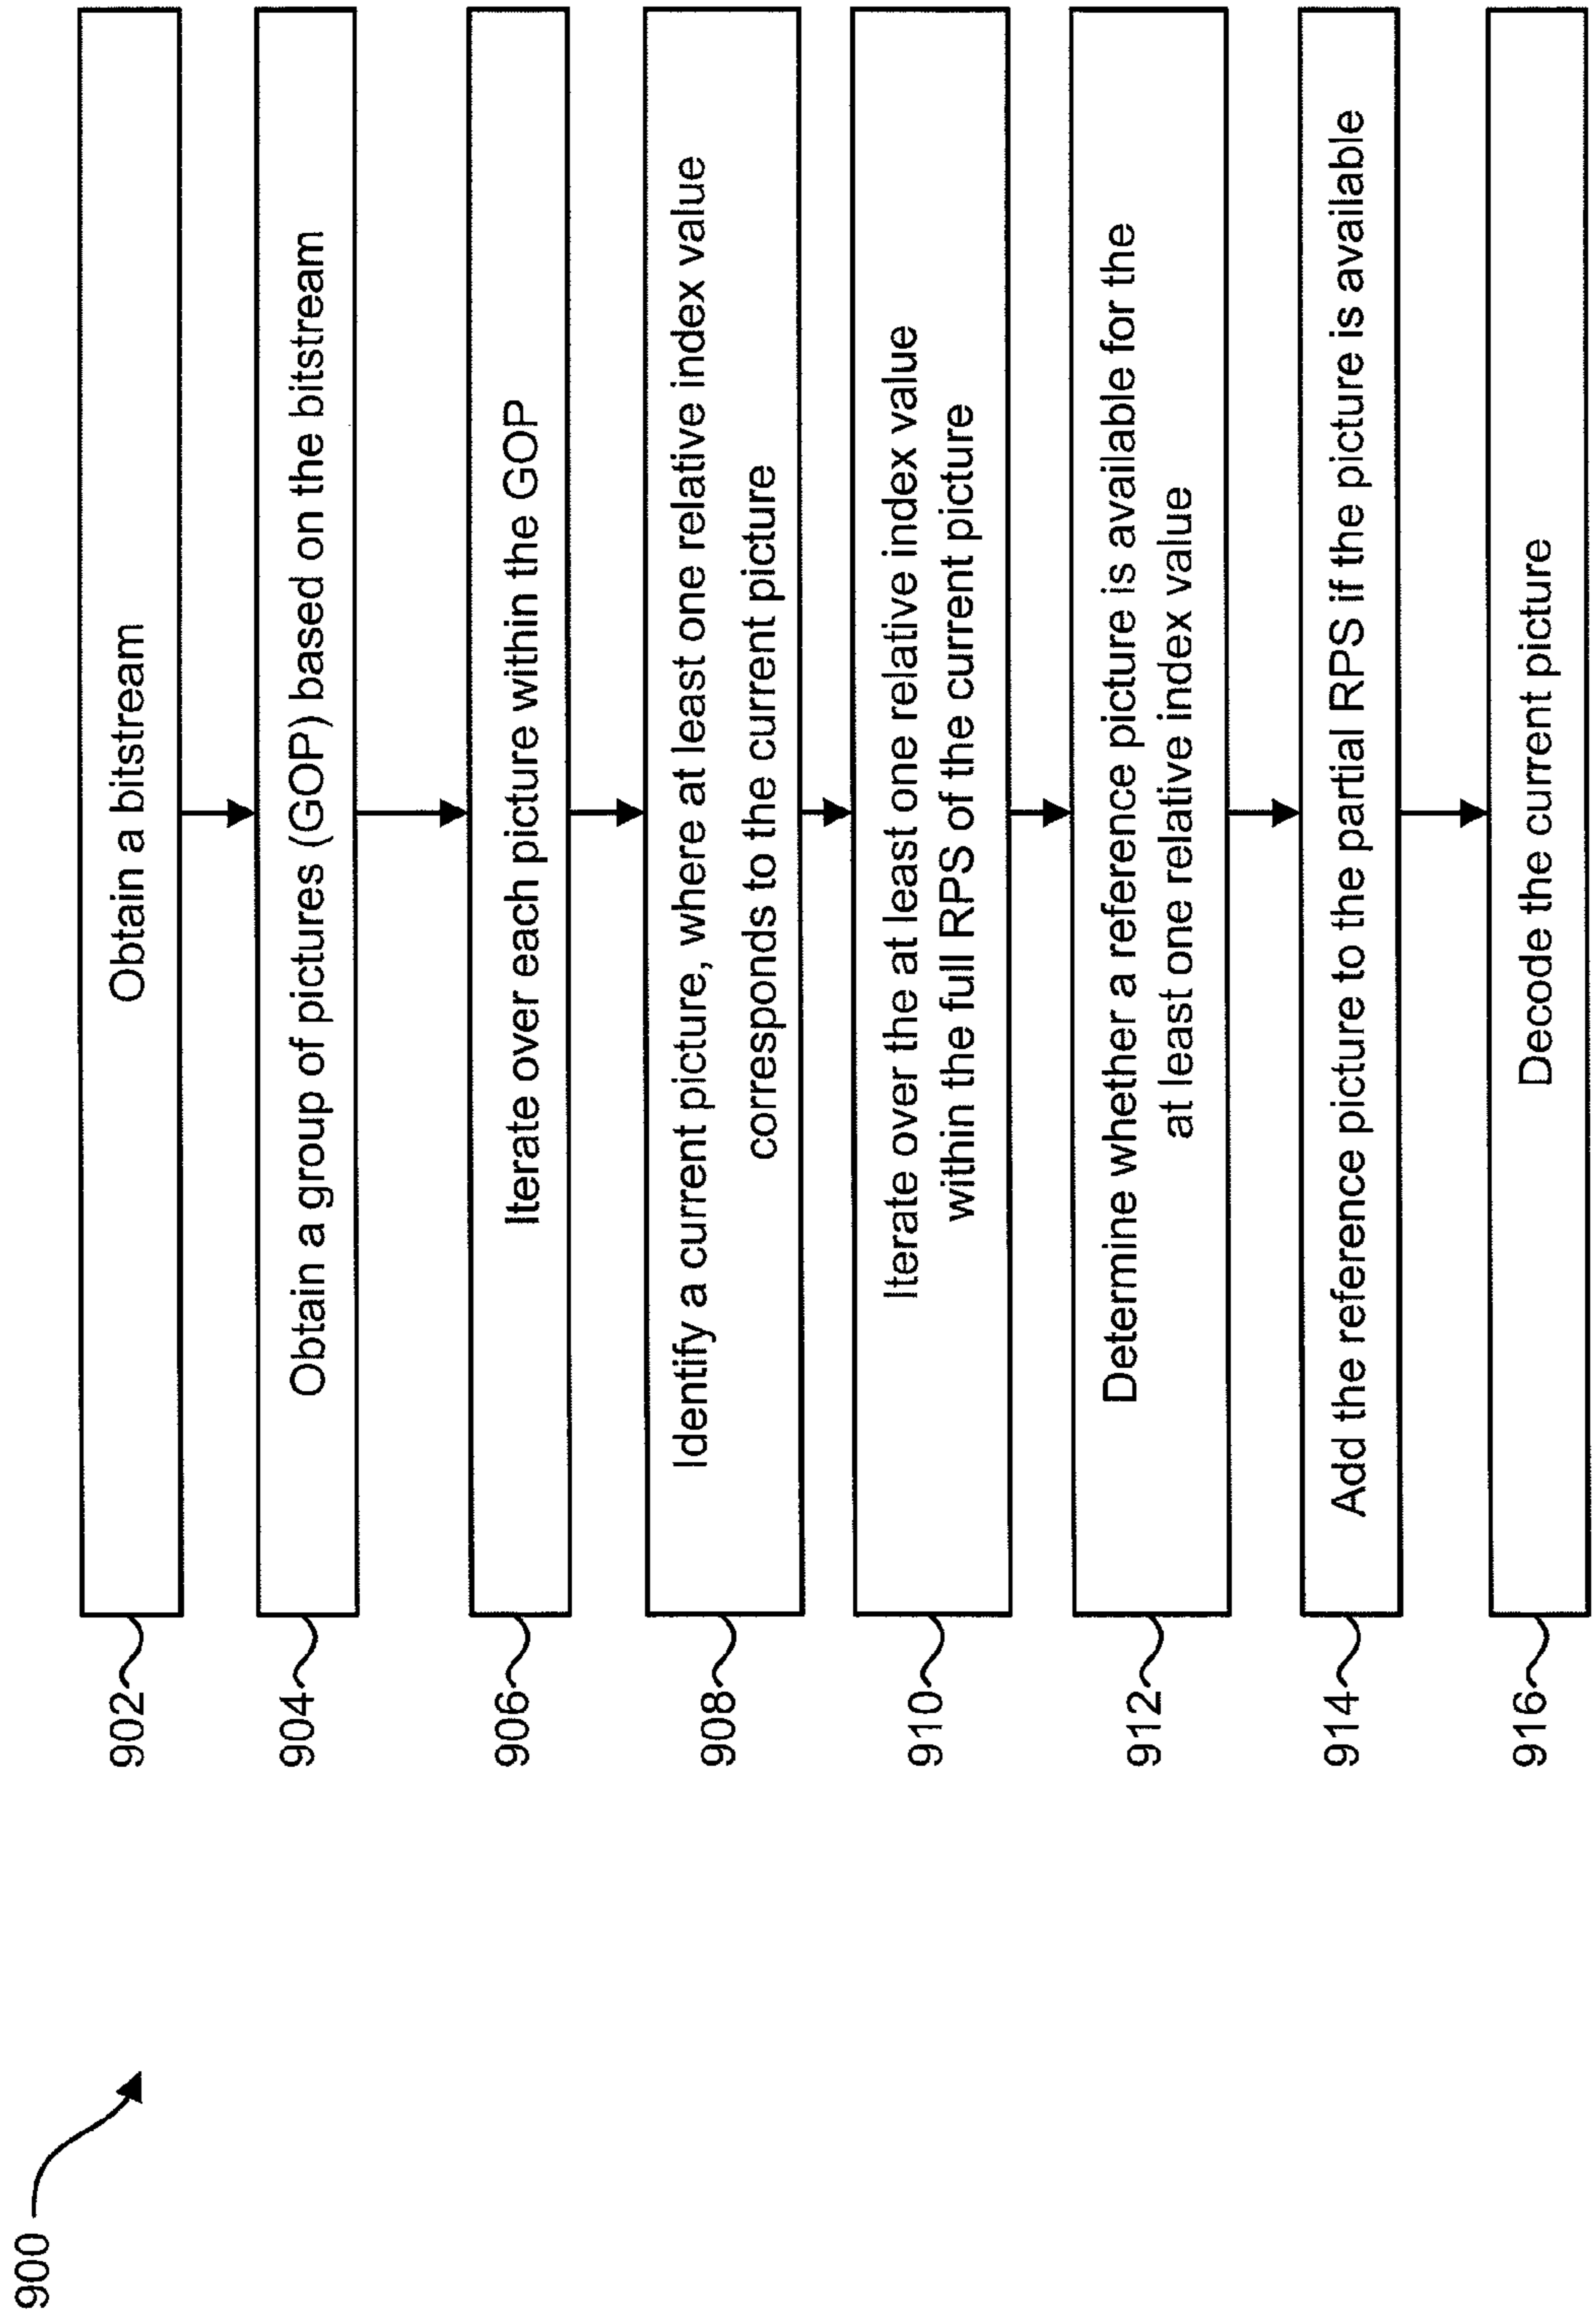 900
902
Obtain a bitstream
904
Obtain a group of pictures (GOP) based on the bitstream
906
Iterate over each picture within the GOP
908
Identify a current picture, where at least one relative index value
corresponds to the current picture
910
Iterate over the at least one relative index value
within the full RPS of the current picture
912
Determine whether a reference picture is available for the
at least one relative index value
914
Add the reference picture to the partial RPS if the picture is available
916
Decode the current picture